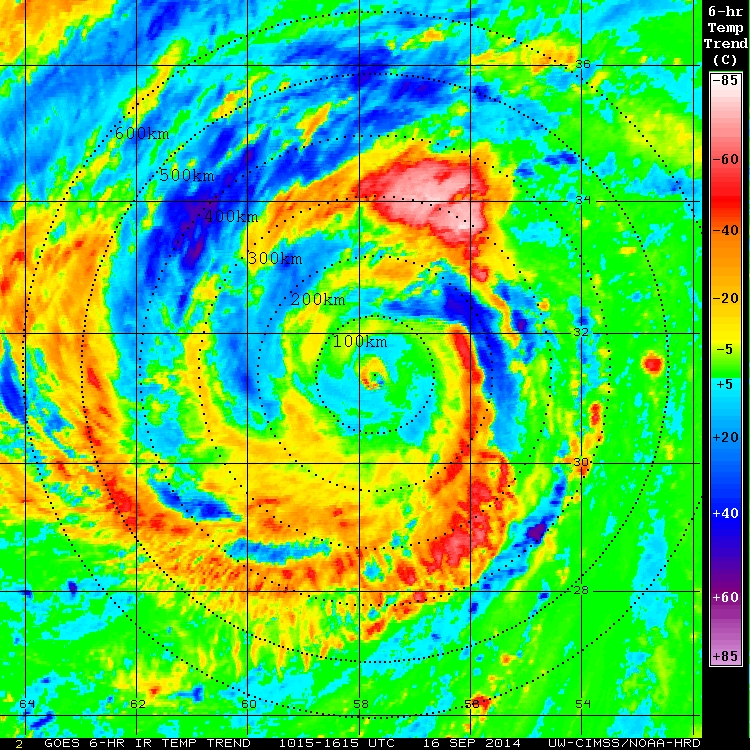 6-hr
Temp
Trend
(C)
-85
-60
-40
-20
-5
+5
+20
+40
+60
+85
36
600km
500km
34
400km
300km
200km
32
100km
30
28
64 62 60 58 56 54
2 GOES 6-HR IR TEMP TREND 1015-1615 UTC 16 SEP 2014 UW-CIMSS/NOAA-HRD